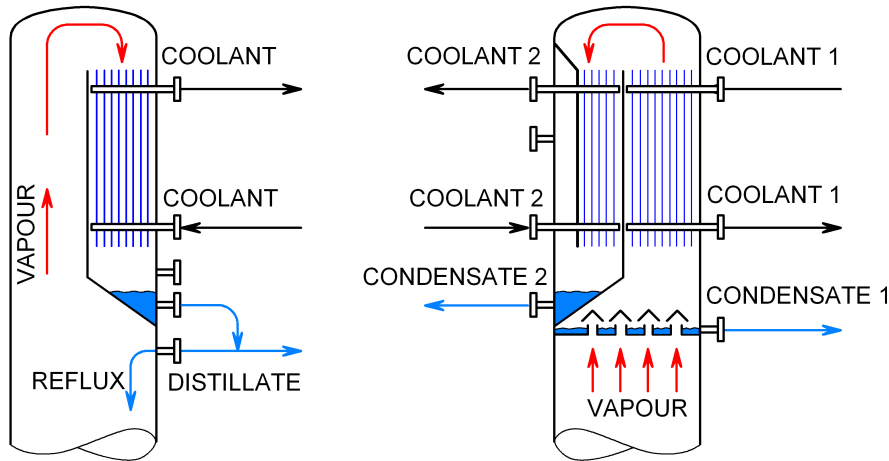 COOLANT
COOLANT
VAPOUR
REFLUX
DISTILLATE
COOLANT 2
COOLANT 1
COOLANT 2
COOLANT 1
CONDENSATE 2
CONDENSATE 1
VAPOUR